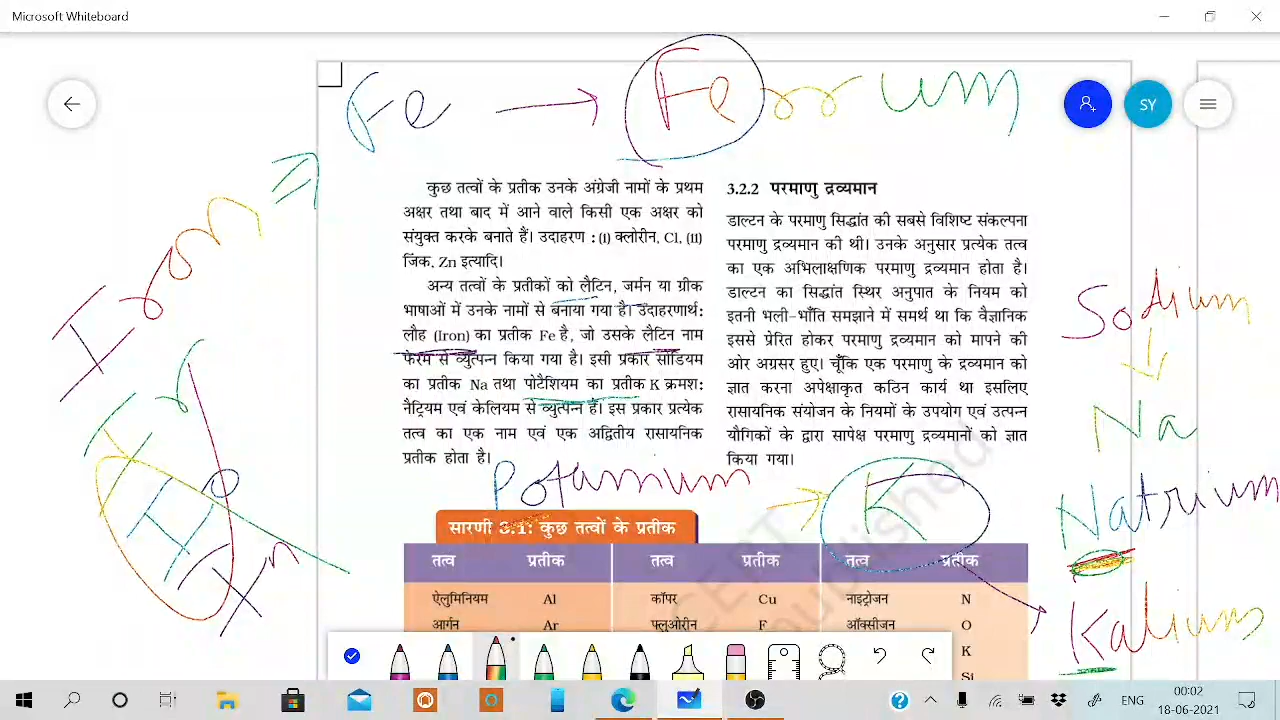 Microsoft Whiteboard
Fe → Ferrum
SY
Iron
कुछ तत्वों के प्रतीक उनके अंग्रेजी नामों के प्रथम
अक्षर तथा बाद में आने वाले किसी एक अक्षर को
संयुक्त करके बनाते हैं। उदाहरण : (i) क्लोरीन, Cl, (ii)
जिंक, Zn इत्यादि।
अन्य तत्वों के प्रतीकों को लैटिन, जर्मन या ग्रीक
भाषाओं में उनके नामों से बनाया गया है। उदाहरणार्थ:
लौह (Iron) का प्रतीक Fe है, जो उसके लैटिन नाम
फेरम से व्युत्पन्न किया गया है। इसी प्रकार सोडियम
का प्रतीक Na तथा पोटैशियम का प्रतीक K क्रमश:
नैट्रियम एवं केलियम से व्युत्पन्न हैं। इस प्रकार प्रत्येक
तत्व का एक नाम एवं एक अद्वितीय रासायनिक
प्रतीक होता है।
3.2.2 परमाणु द्रव्यमान
डाल्टन के परमाणु सिद्धांत की सबसे विशिष्ट संकल्पना
परमाणु द्रव्यमान की थी। उनके अनुसार प्रत्येक तत्व
का एक अभिलाक्षणिक परमाणु द्रव्यमान होता है।
डाल्टन का सिद्धांत स्थिर अनुपात के नियम को
इतनी भली-भाँति समझाने में समर्थ था कि वैज्ञानिक
इससे प्रेरित होकर परमाणु द्रव्यमान को मापने की
ओर अग्रसर हुए। चूँकि एक परमाणु के द्रव्यमान को
ज्ञात करना अपेक्षाकृत कठिन कार्य था इसलिए
रासायनिक संयोजन के नियमों के उपयोग एवं उत्पन्न
यौगिकों के द्वारा सापेक्ष परमाणु द्रव्यमानों को ज्ञात
किया गया।
Sodium
Na
Natrium
K
Kalium
सारणी 3.1: कुछ तत्वों के प्रतीक
तत्व प्रतीक तत्व प्रतीक तत्व प्रतीक
ऐलुमिनियम Al कॉपर Cu नाइट्रोजन N
आर्गन Ar फ्लुओरीन F ऑक्सीजन O
K
Si
ENG
00:02
18-06-2021